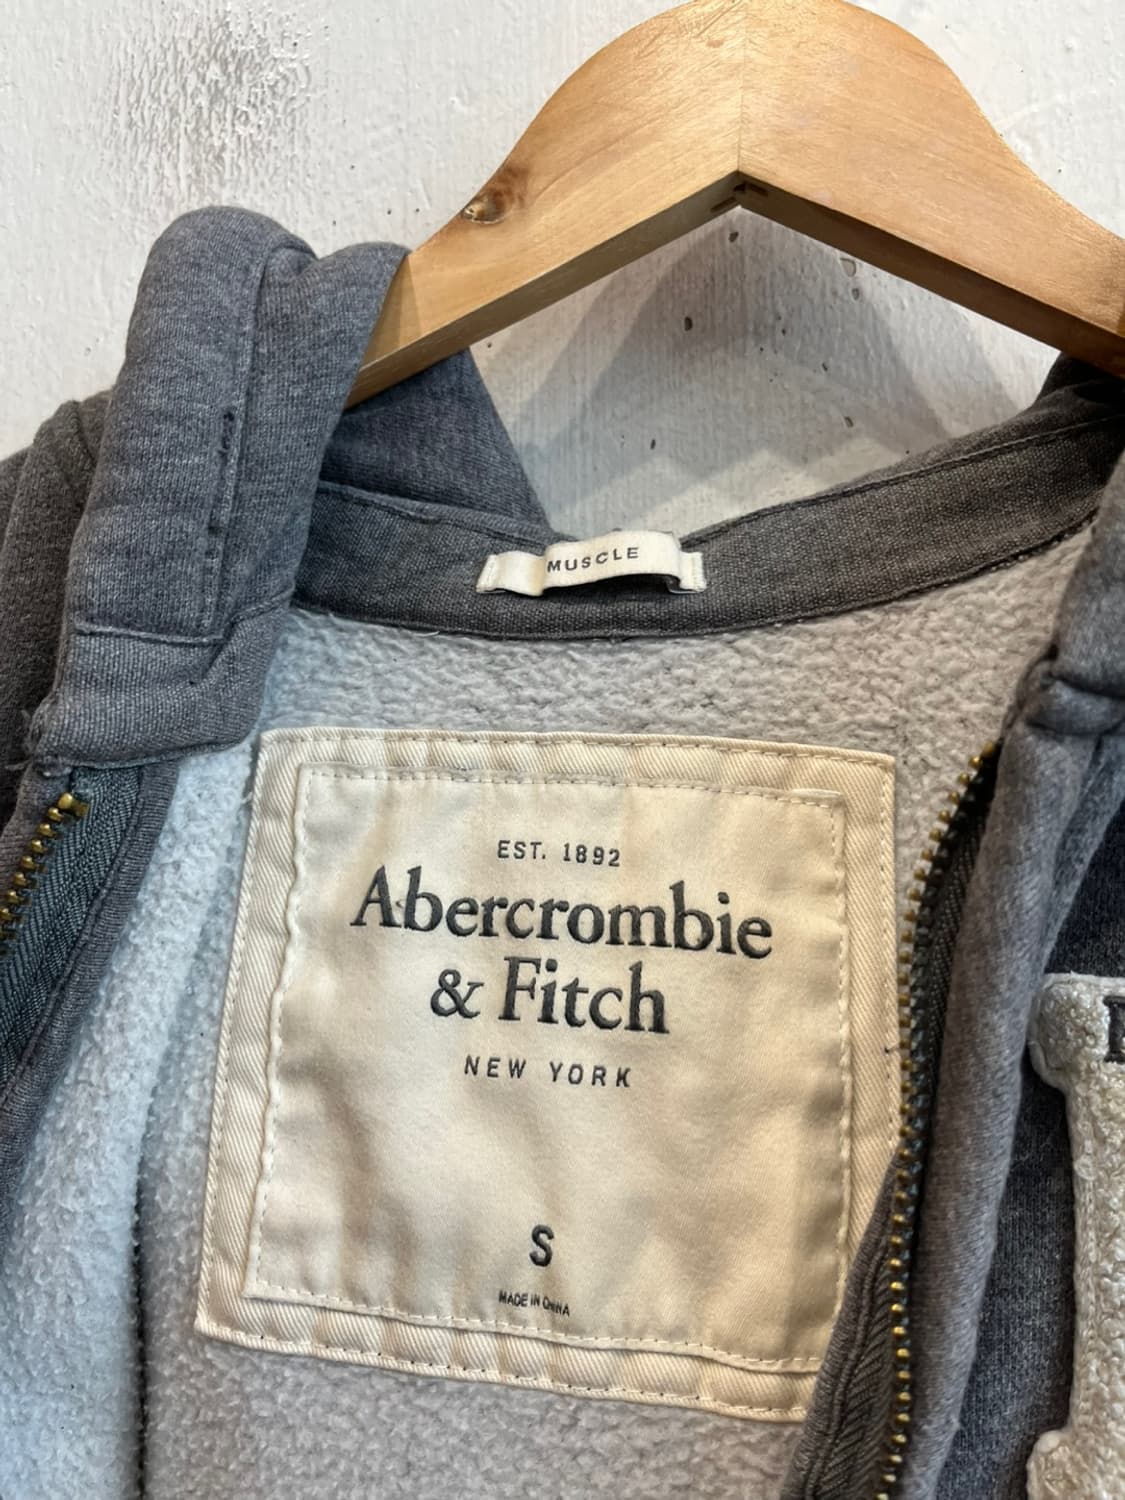 MUSCLE
EST. 1892
Abercrombie
& Fitch
NEW YORK
S
MADE IN CHINA